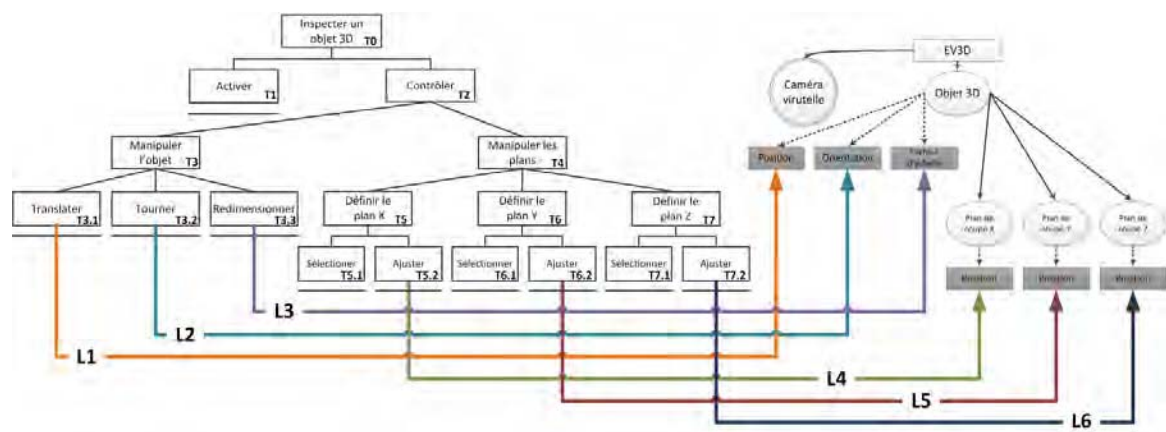 Inspecter un
objet 3D T0
EV3D
Activer
T1
Contrôler
T2
Caméra
virutelle
Objet 3D
Manipuler
l'objet T3
Manipuler les
plans T4
Position
Orientation
Translater
T3.1
Tourner
T3.2
Redimensionner
T3.3
Définir le
plan X T5
Définir le
plan Y T6
Définir le
plan Z T7
Plan de
coupe X
Plan de
coupe Y
Plan de
coupe Z
Sélectionner
T5.1
Ajuster
T5.2
Sélectionner
T6.1
Ajuster
T6.2
Sélectionner
T7.1
Ajuster
T7.2
Position
Position
Position
L3
L2
L1
L4
L5
L6